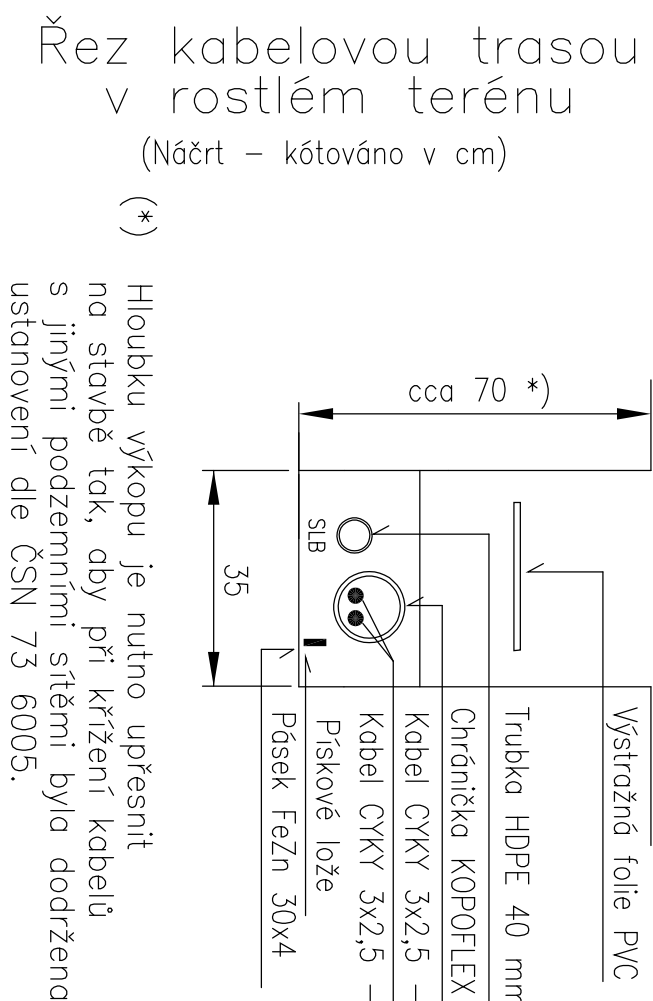 Řez kabelovou trasou
v rostlém terénu
(Náčrt – kótováno v cm)
(*)
Hloubku výkopu je nutno upřesnit
na stavbě tak, aby při křížení kabelů
s jinými podzemními sítěmi byla dodržena
ustanovení dle ČSN 73 6005.
cca 70 *)
35
SLB
Výstražná folie PVC
Trubka HDPE 40 mm
Chránička KOPOFLEX
Kabel CYKY 3x2,5 –
Kabel CYKY 3x2,5 –
Pískové lože
Pásek FeZn 30x4